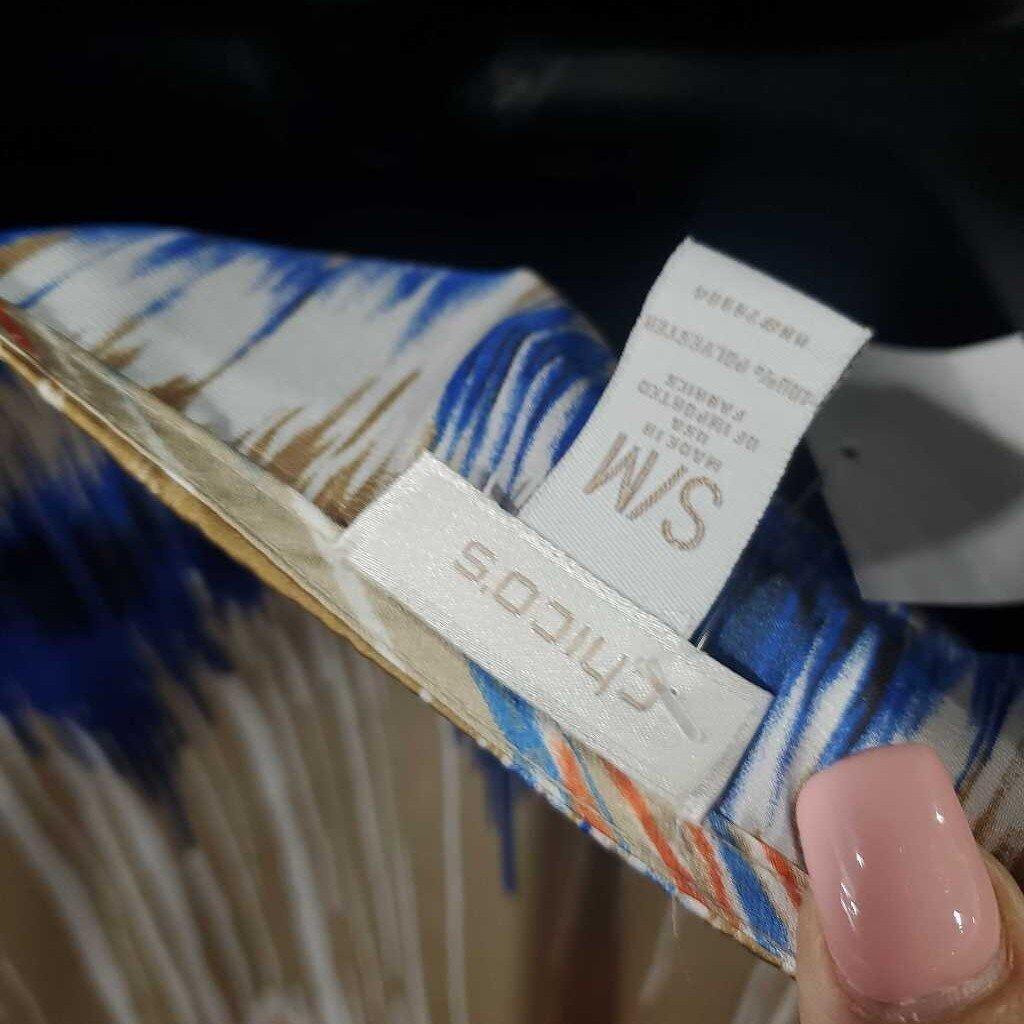 chico's
S/M
MADE IN
USA
OF IMPORTED
FABRICS
100% POLYESTER